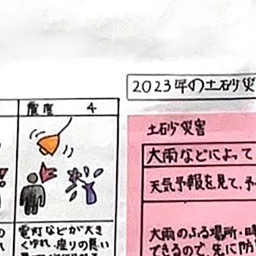 震度 4
電灯などが大き
くゆれ、座りの良い
2023年の土砂災
土砂災害
大雨などによって
天気予報を見て、予
大雨のふる場所・時
できるので、先に防